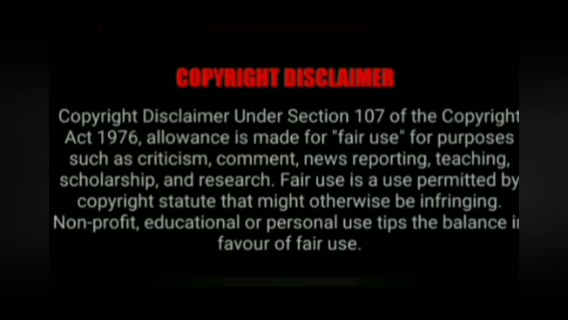 COPYRIGHT DISCLAIMER
Copyright Disclaimer Under Section 107 of the Copyright
Act 1976, allowance is made for "fair use" for purposes
such as criticism, comment, news reporting, teaching,
scholarship, and research. Fair use is a use permitted by
copyright statute that might otherwise be infringing.
Non-profit, educational or personal use tips the balance i
favour of fair use.